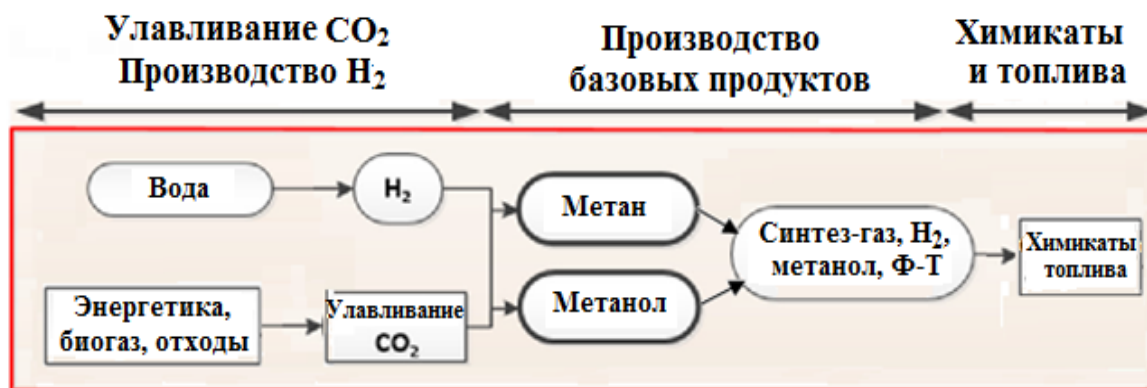 Улавливание CO₂
Производство H₂
Производство
базовых продуктов
Химикаты
и топлива
Вода
H₂
Метан
Синтез-газ, H₂,
метанол, Ф-Т
Химикаты
топлива
Энергетика,
биогаз, отходы
Улавливание
CO₂
Метанол